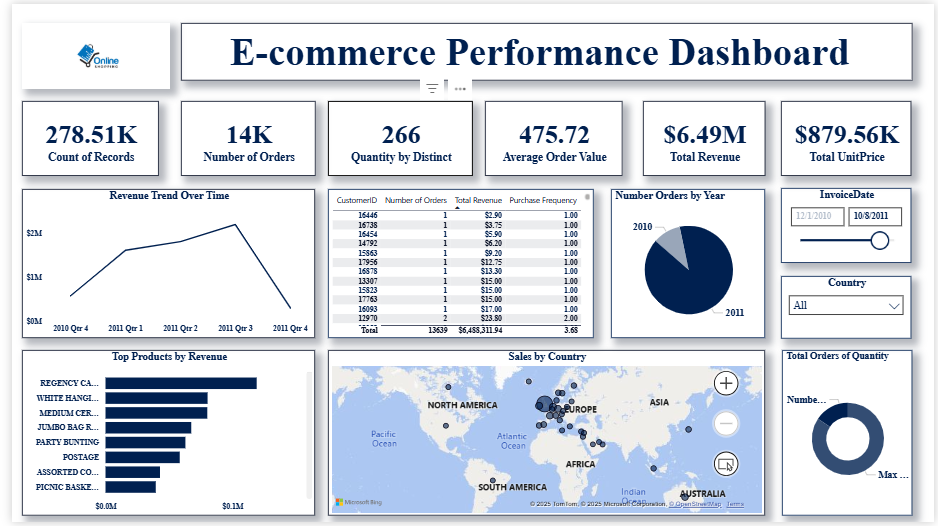 Online
SHOPPING
E-commerce Performance Dashboard
278.51K
Count of Records
14K
Number of Orders
266
Quantity by Distinct
475.72
Average Order Value
$6.49M
Total Revenue
$879.56K
Total UnitPrice
Revenue Trend Over Time
$2M
$1M
$0M
2010 Qtr 4 2011 Qtr 1 2011 Qtr 2 2011 Qtr 3 2011 Qtr 4
CustomerID Number of Orders Total Revenue Purchase Frequency
16446 1 $2.90 1.00
16738 1 $3.75 1.00
16454 1 $5.90 1.00
14792 1 $6.20 1.00
15863 1 $9.20 1.00
17956 1 $12.75 1.00
16878 1 $13.30 1.00
13307 1 $15.00 1.00
15823 1 $15.00 1.00
17763 1 $15.00 1.00
16093 1 $17.00 1.00
12970 2 $23.80 2.00
Total 13639 $6,488,311.94 3.68
Number Orders by Year
2010
2011
InvoiceDate
12/1/2010 10/8/2011
Country
All
Top Products by Revenue
REGENCY CA...
WHITE HANGI...
MEDIUM CER...
JUMBO BAG R...
PARTY BUNTING
POSTAGE
ASSORTED CO...
PICNIC BASKE...
$0.0M $0.1M
Sales by Country
NORTH AMERICA
EUROPE
ASIA
Pacific
Ocean
Atlantic
Ocean
AFRICA
SOUTH AMERICA
Indian
Ocean
AUSTRALIA
Microsoft Bing
© 2025 TomTom, © 2025 Microsoft Corporation, © OpenStreetMap Terms
Total Orders of Quantity
Numbe...
Max ...